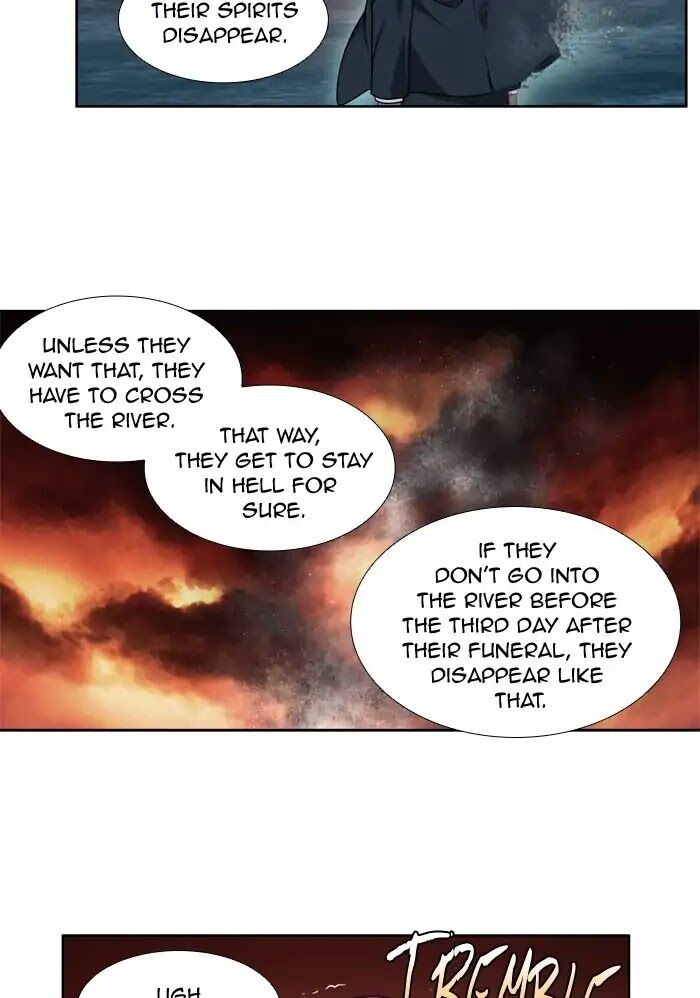 THEIR SPIRITS
DISAPPEAR.
UNLESS THEY
WANT THAT, THEY
HAVE TO CROSS
THE RIVER.
THAT WAY,
THEY GET TO STAY
IN HELL FOR
SURE.
IF THEY
DON'T GO INTO
THE RIVER BEFORE
THE THIRD DAY AFTER
THEIR FUNERAL, THEY
DISAPPEAR LIKE
THAT.
TREMBLE
UGH